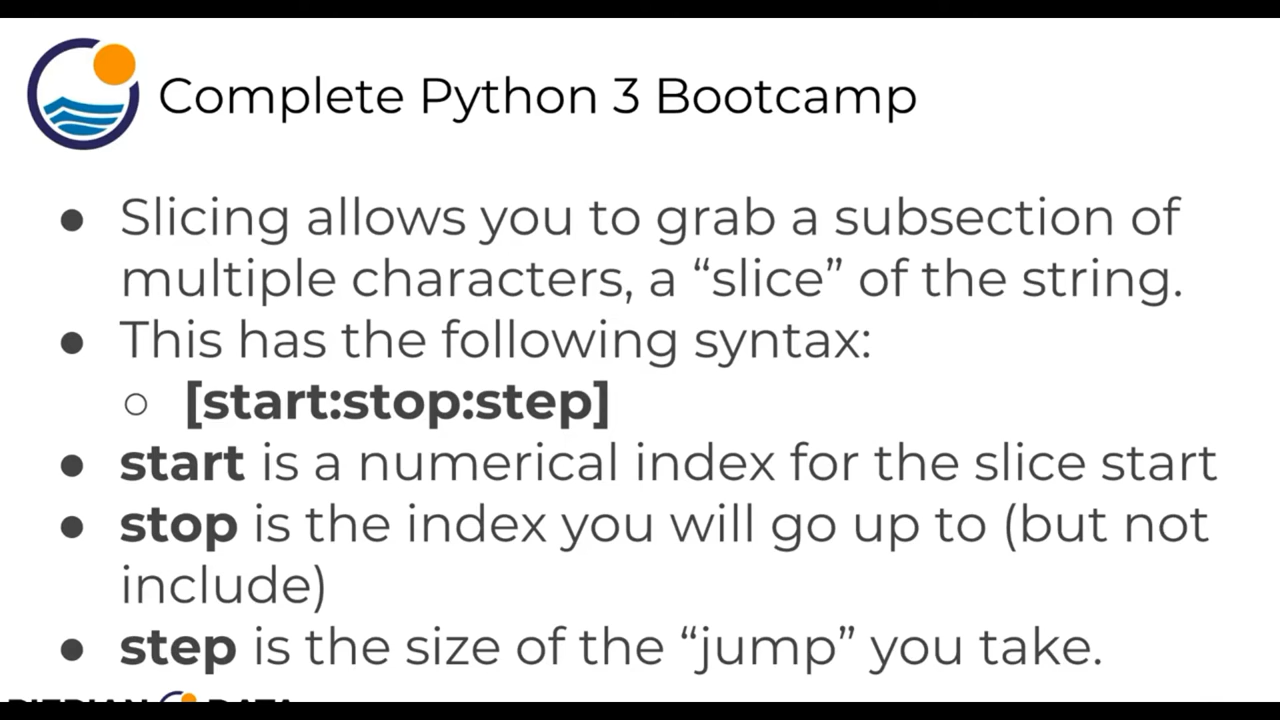 Complete Python 3 Bootcamp
● Slicing allows you to grab a subsection of
multiple characters, a “slice” of the string.
● This has the following syntax:
○ [start:stop:step]
● start is a numerical index for the slice start
● stop is the index you will go up to (but not
include)
● step is the size of the “jump” you take.
PIERIAN DATA